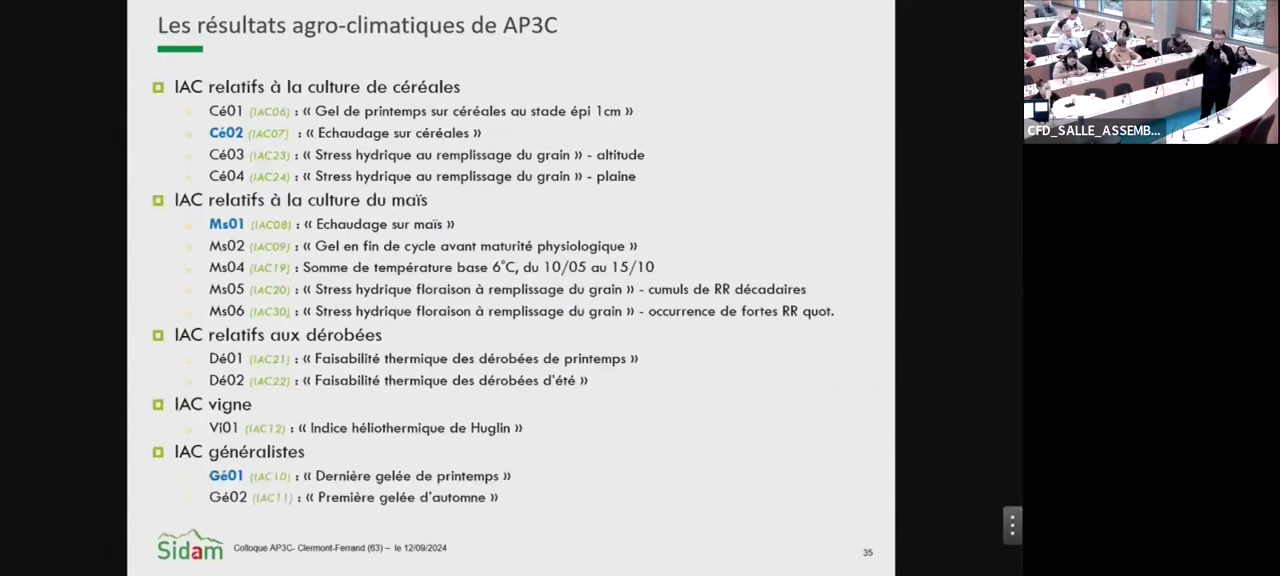 Les résultats agro-climatiques de AP3C
IAC relatifs à la culture de céréales
Cé01 (IAC06) : « Gel de printemps sur céréales au stade épi 1cm »
Cé02 (IAC07) : « Echaudage sur céréales »
Cé03 (IAC23) : « Stress hydrique au remplissage du grain » - altitude
Cé04 (IAC24) : « Stress hydrique au remplissage du grain » - plaine
IAC relatifs à la culture du maïs
Ms01 (IAC08) : « Echaudage sur maïs »
Ms02 (IAC09) : « Gel en fin de cycle avant maturité physiologique »
Ms04 (IAC19) : Somme de température base 6°C, du 10/05 au 15/10
Ms05 (IAC20) : « Stress hydrique floraison à remplissage du grain » - cumuls de RR décadaires
Ms06 (IAC30) : « Stress hydrique floraison à remplissage du grain » - occurrence de fortes RR quot.
IAC relatifs aux dérobées
Dé01 (IAC21) : « Faisabilité thermique des dérobées de printemps »
Dé02 (IAC22) : « Faisabilité thermique des dérobées d'été »
IAC vigne
Vi01 (IAC12) : « Indice héliothermique de Huglin »
IAC généralistes
Gé01 (IAC10) : « Dernière gelée de printemps »
Gé02 (IAC11) : « Première gelée d'automne »
Sidam
Colloque AP3C- Clermont-Ferrand (63) – le 12/09/2024
35
CFD_SALLE_ASSEMB...